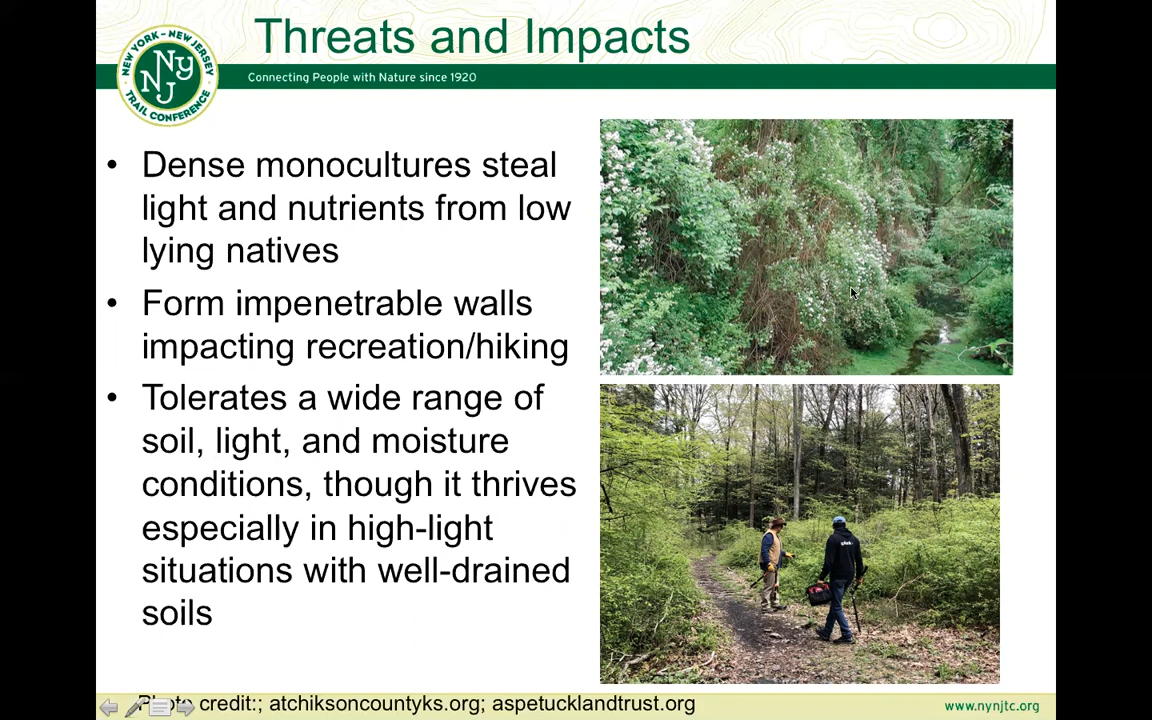 Threats and Impacts
NEW YORK - NEW JERSEY
NY
NJ
TRAIL CONFERENCE
Connecting People with Nature since 1920
• Dense monocultures steal
light and nutrients from low
lying natives
• Form impenetrable walls
impacting recreation/hiking
• Tolerates a wide range of
soil, light, and moisture
conditions, though it thrives
especially in high-light
situations with well-drained
soils
Photo credit:; atchiksoncountyks.org; aspetucklandtrust.org
www.nynjtc.org